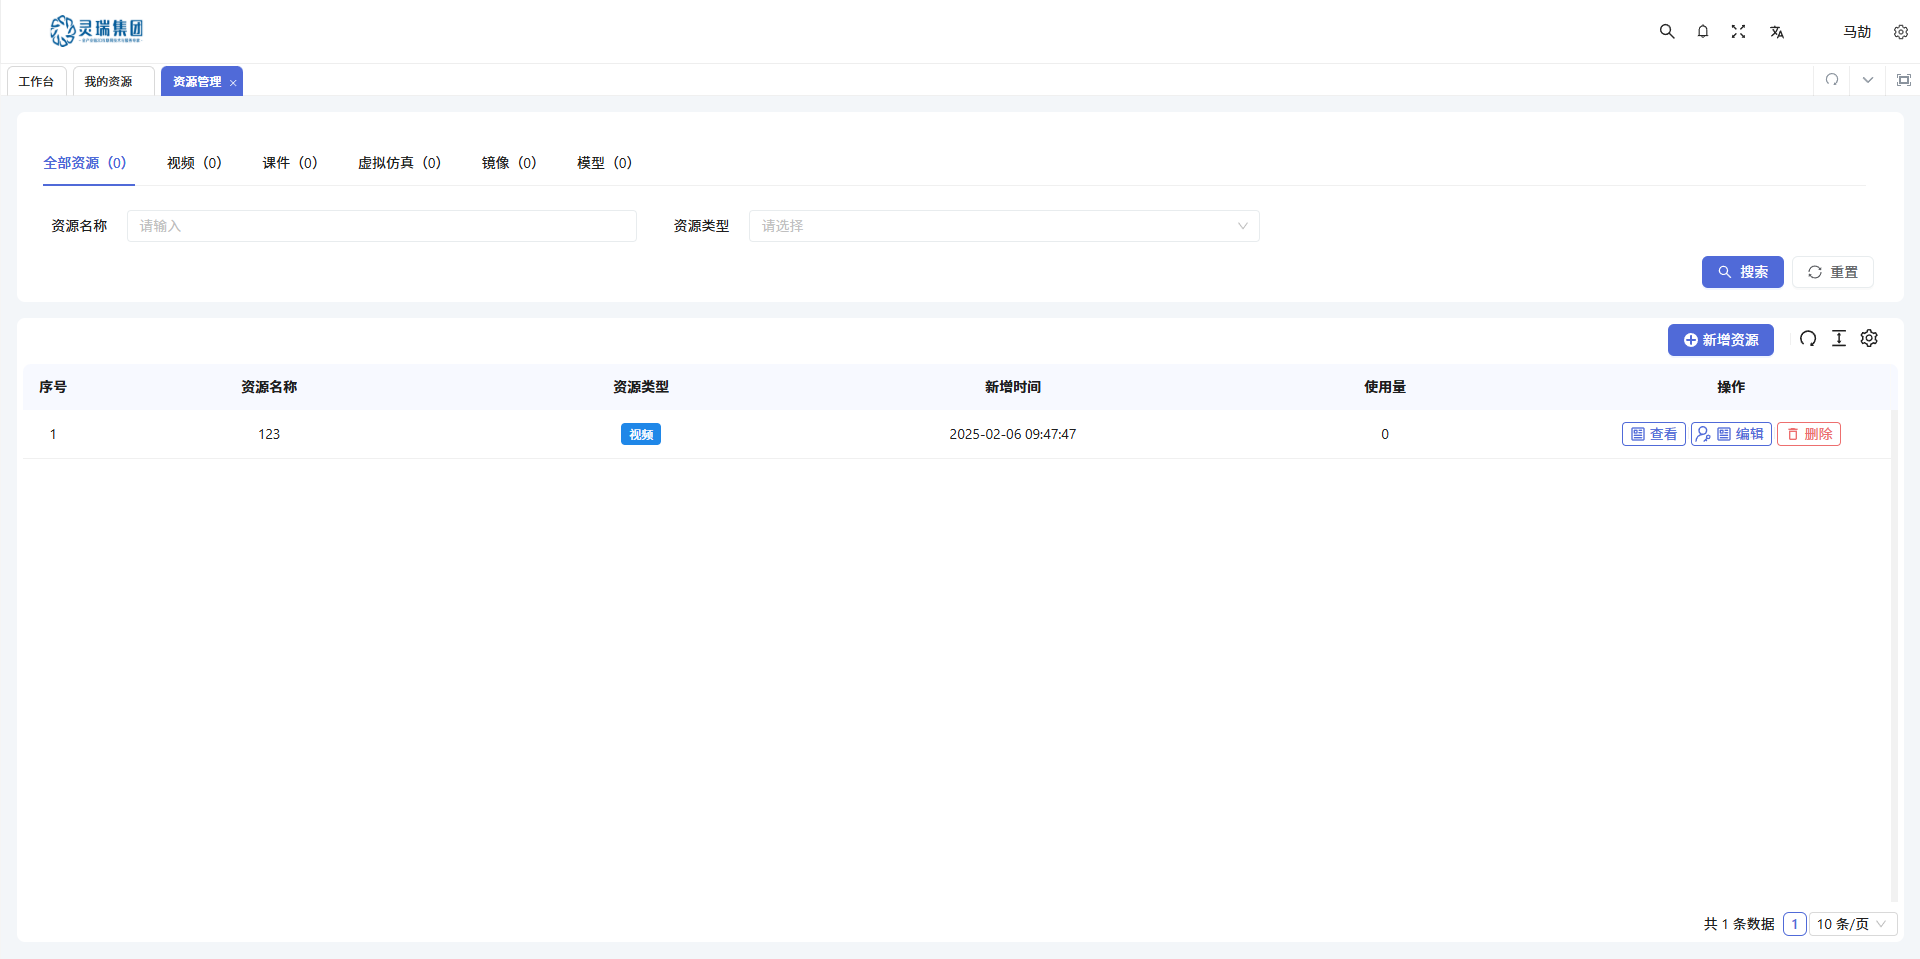 灵瑞集团
马劼
工作台 我的资源 资源管理
全部资源（0） 视频（0） 课件（0） 虚拟仿真（0） 镜像（0） 模型（0）
资源名称 请输入 资源类型 请选择
搜索 重置
新增资源
序号 资源名称 资源类型 新增时间 使用量 操作
1 123 视频 2025-02-06 09:47:47 0 查看 编辑 删除
共 1 条数据 1 10 条/页